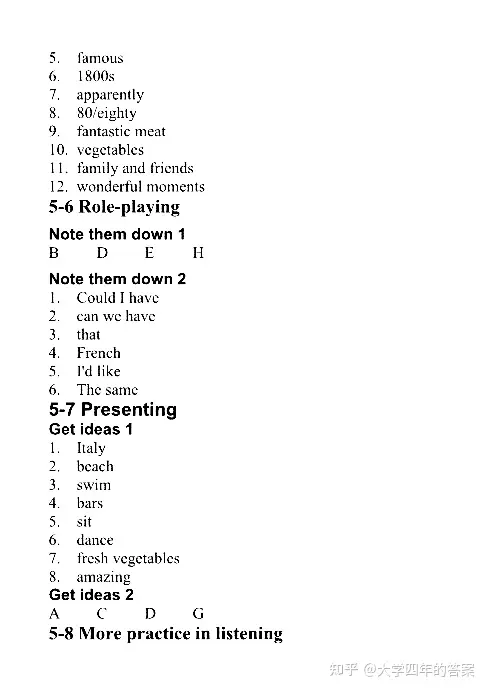 5. famous
6. 1800s
7. apparently
8. 80/eighty
9. fantastic meat
10. vegetables
11. family and friends
12. wonderful moments
5-6 Role-playing
Note them down 1
B D E H
Note them down 2
1. Could I have
2. can we have
3. that
4. French
5. I'd like
6. The same
5-7 Presenting
Get ideas 1
1. Italy
2. beach
3. swim
4. bars
5. sit
6. dance
7. fresh vegetables
8. amazing
Get ideas 2
A C D G
5-8 More practice in listening
知乎 @大学四年的答案